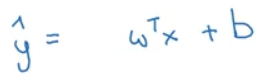 ŷ = wᵀx + b